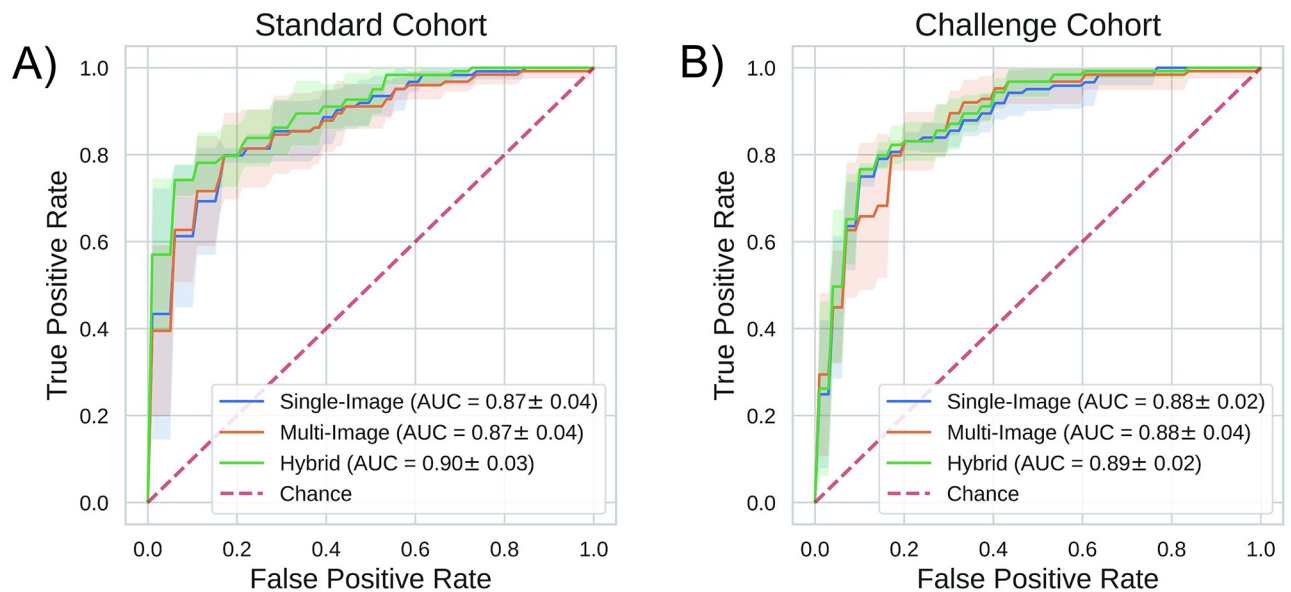 A)
Standard Cohort
True Positive Rate
1.0
0.8
0.6
0.4
0.2
0.0
Single-Image (AUC = 0.87± 0.04)
Multi-Image (AUC = 0.87± 0.04)
Hybrid (AUC = 0.90± 0.03)
Chance
0.0 0.2 0.4 0.6 0.8 1.0
False Positive Rate
B)
Challenge Cohort
True Positive Rate
1.0
0.8
0.6
0.4
0.2
0.0
Single-Image (AUC = 0.88± 0.02)
Multi-Image (AUC = 0.88± 0.04)
Hybrid (AUC = 0.89± 0.02)
Chance
0.0 0.2 0.4 0.6 0.8 1.0
False Positive Rate